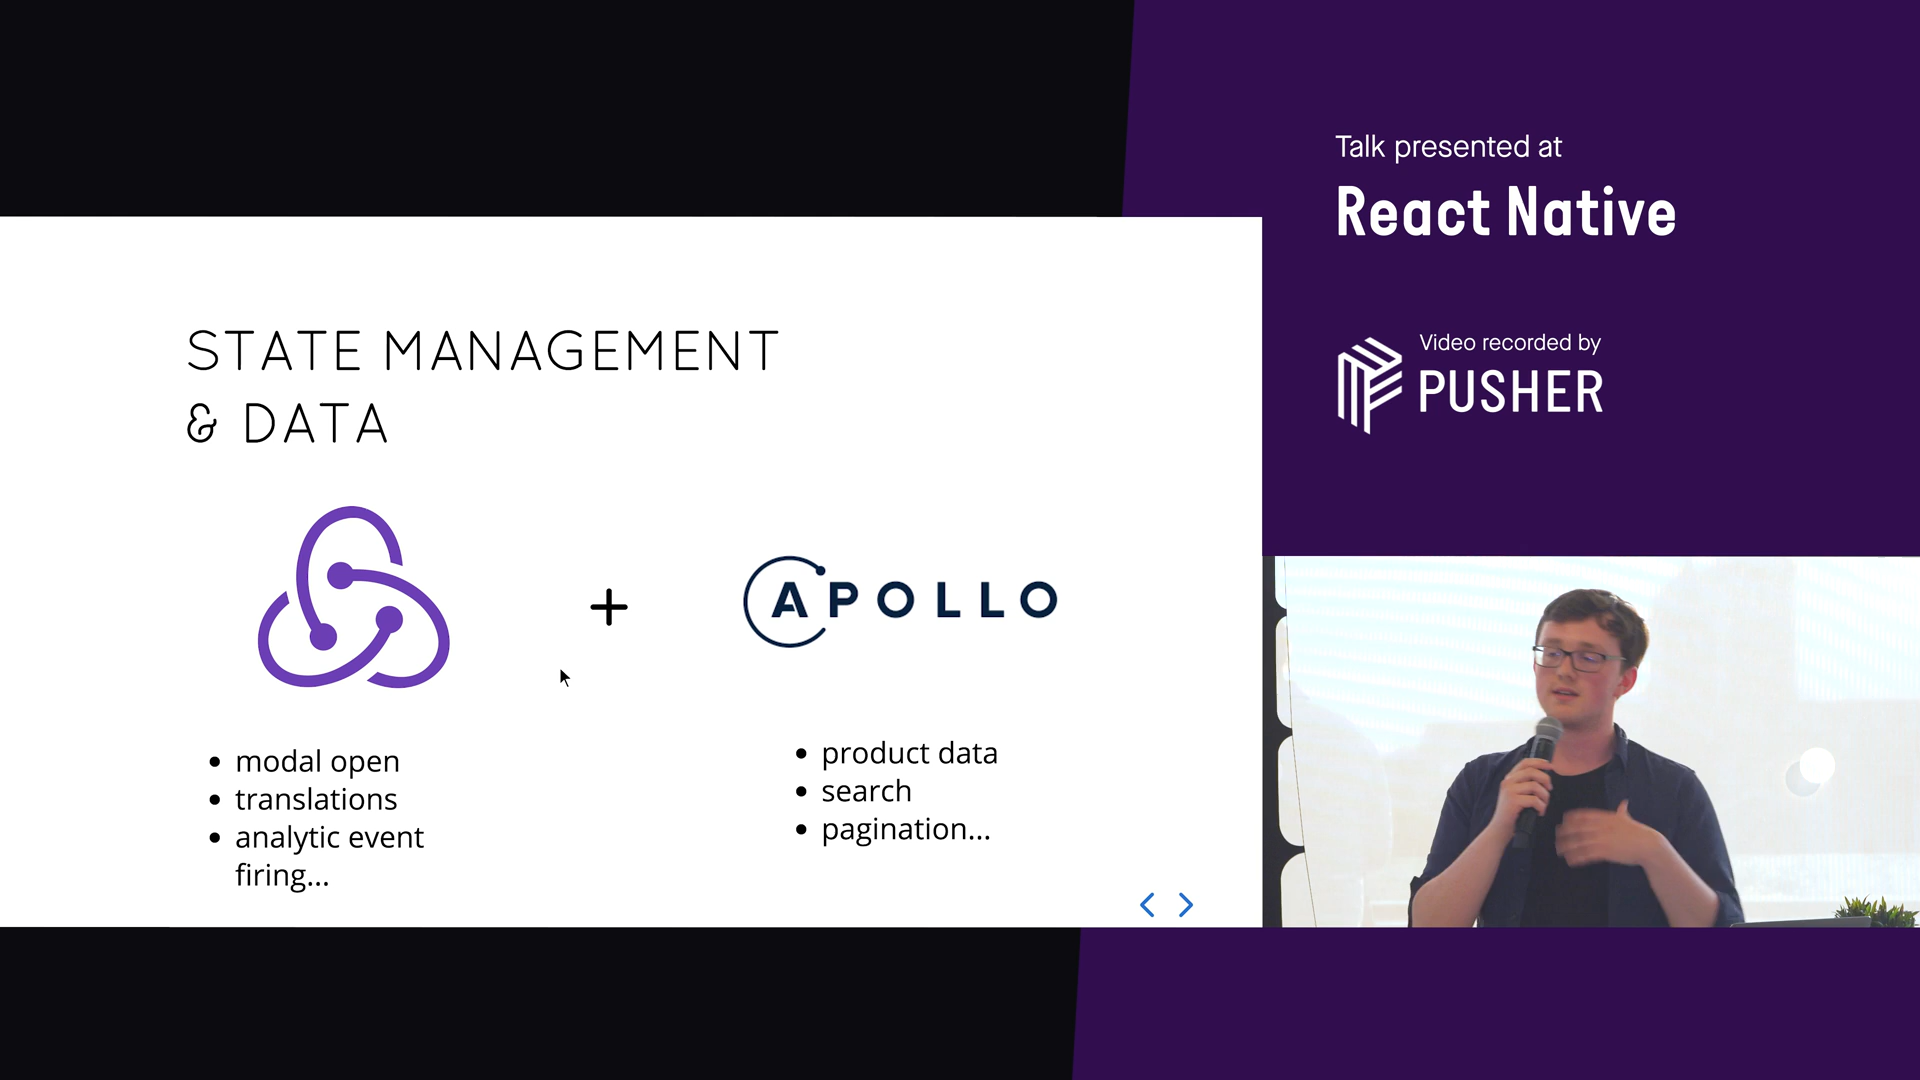 Talk presented at
React Native
Video recorded by
PUSHER
STATE MANAGEMENT
& DATA
+
APOLLO
• modal open
• translations
• analytic event
firing...
• product data
• search
• pagination...